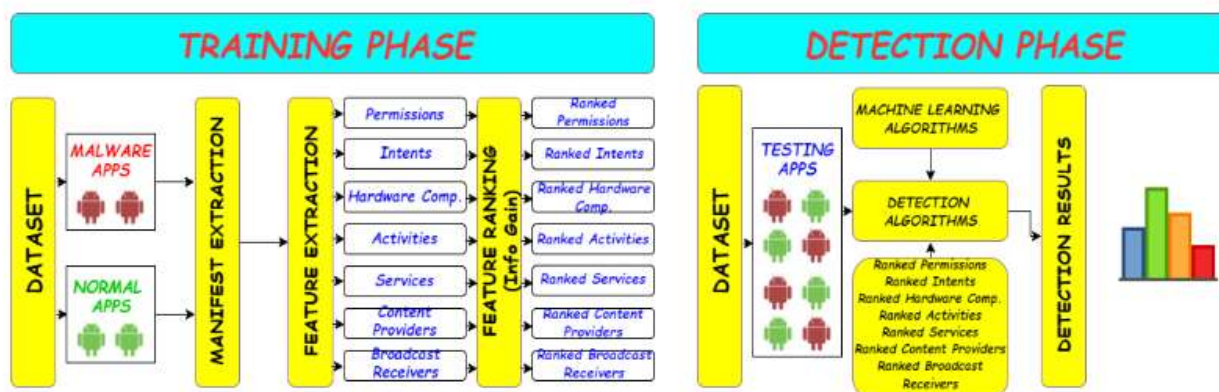 TRAINING PHASE
DATASET
MALWARE
APPS
NORMAL
APPS
MANIFEST EXTRACTION
FEATURE EXTRACTION
Permissions
Intents
Hardware Comp.
Activities
Services
Content
Providers
Broadcast
Receivers
FEATURE RANKING
(Info Gain)
Ranked
Permissions
Ranked Intents
Ranked Hardware
Comp.
Ranked Activities
Ranked Services
Ranked Content
Providers
Ranked Broadcast
Receivers
DETECTION PHASE
DATASET
TESTING
APPS
MACHINE LEARNING
ALGORITHMS
DETECTION
ALGORITHMS
Ranked Permissions
Ranked Intents
Ranked Hardware Comp.
Ranked Activities
Ranked Services
Ranked Content Providers
Ranked Broadcast
Receivers
DETECTION RESULTS